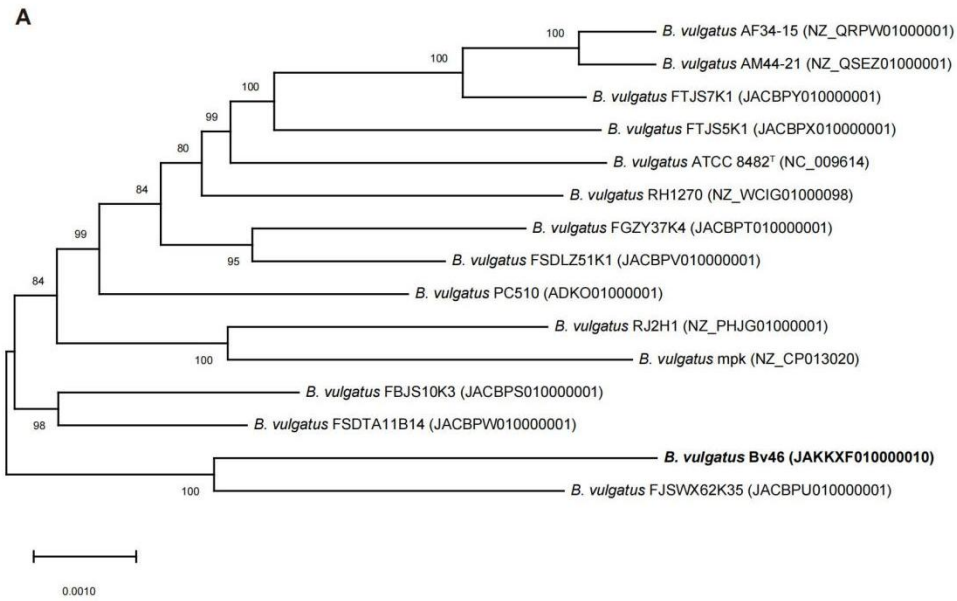 A
100
B. vulgatus AF34-15 (NZ_QRPW01000001)
B. vulgatus AM44-21 (NZ_QSEZ01000001)
100
B. vulgatus FTJS7K1 (JACBPY010000001)
100
B. vulgatus FTJS5K1 (JACBPX010000001)
99
B. vulgatus ATCC 8482ᵀ (NC_009614)
80
B. vulgatus RH1270 (NZ_WCIG01000098)
84
B. vulgatus FGZY37K4 (JACBPT010000001)
95
B. vulgatus FSDLZ51K1 (JACBPV010000001)
99
B. vulgatus PC510 (ADKO01000001)
84
B. vulgatus RJ2H1 (NZ_PHJG01000001)
100
B. vulgatus mpk (NZ_CP013020)
B. vulgatus FBJS10K3 (JACBPS010000001)
98
B. vulgatus FSDTA11B14 (JACBPW010000001)
B. vulgatus Bv46 (JAKKXF010000010)
100
B. vulgatus FJSWX62K35 (JACBPU010000001)
0.0010